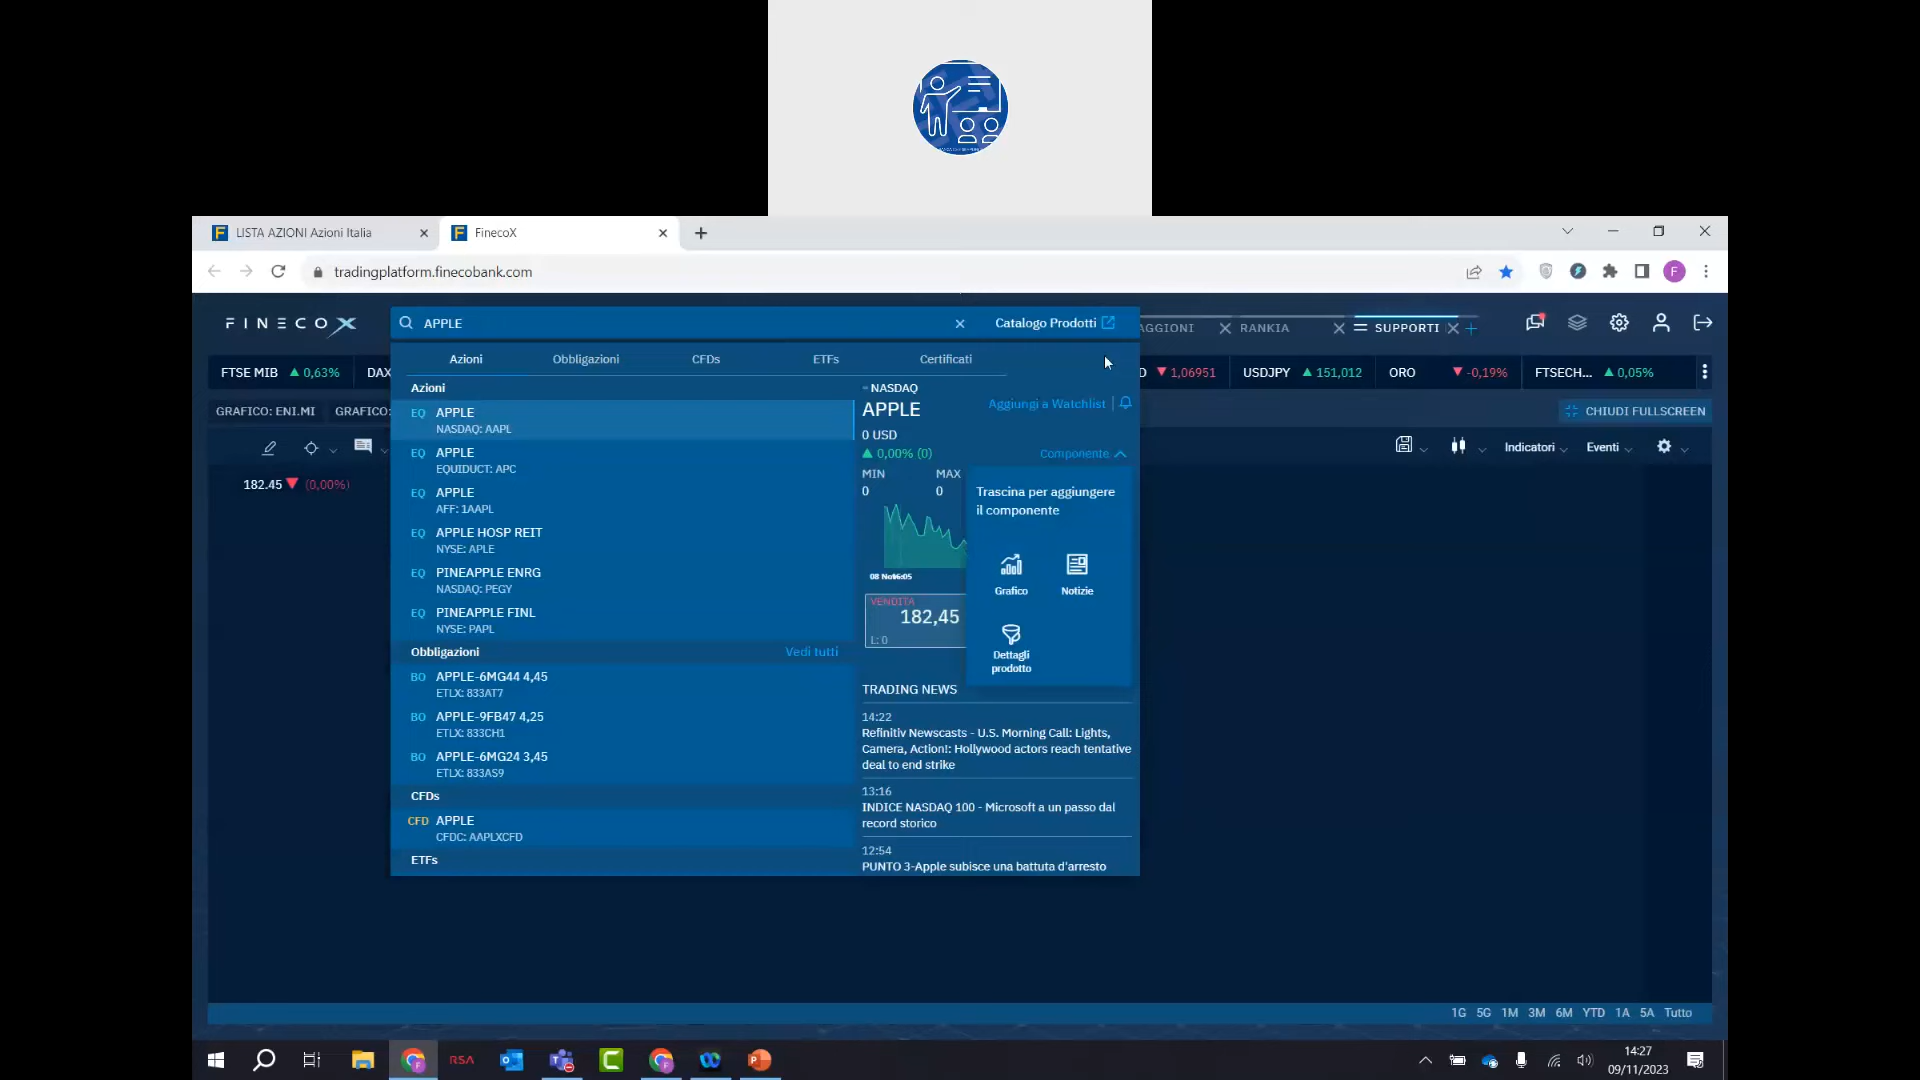 LISTA AZIONI Azioni Italia
FinecoX
tradingplatform.finecobank.com
F
FINECOX
APPLE
Catalogo Prodotti
AGGIONI
RANKIA
SUPPORTI
Azioni
Obbligazioni
CFDs
ETFs
Certificati
FTSE MIB 0,63%
DAX
D 1,06951
USDJPY 151,012
ORO -0,19%
FTSECH... 0,05%
GRAFICO: ENI.MI
GRAFICO:
CHIUDI FULLSCREEN
Indicatori
Eventi
182.45 (0,00%)
Azioni
EQ APPLE
NASDAQ: AAPL
EQ APPLE
EQUIDUCT: APC
EQ APPLE
AFF: 1AAPL
EQ APPLE HOSP REIT
NYSE: APLE
EQ PINEAPPLE ENRG
NASDAQ: PEGY
EQ PINEAPPLE FINL
NYSE: PAPL
Obbligazioni
Vedi tutti
BO APPLE-6MG44 4,45
ETLX: 833AT7
BO APPLE-9FB47 4,25
ETLX: 833CH1
BO APPLE-6MG24 3,45
ETLX: 833AS9
CFDs
CFD APPLE
CFDC: AAPLXCFD
ETFs
NASDAQ
APPLE
Aggiungi a Watchlist
0 USD
0,00% (0)
Componente
MIN
MAX
0
0
Trascina per aggiungere
il componente
Grafico
Notizie
Dettagli
prodotto
08 Nov
VENDITA
182,45
L: 0
TRADING NEWS
14:22
Refinitiv Newscasts - U.S. Morning Call: Lights,
Camera, Action!: Hollywood actors reach tentative
deal to end strike
13:16
INDICE NASDAQ 100 - Microsoft a un passo dal
record storico
12:54
PUNTO 3-Apple subisce una battuta d'arresto
1G 5G 1M 3M 6M YTD 1A 5A Tutto
RSA
14:27
09/11/2023